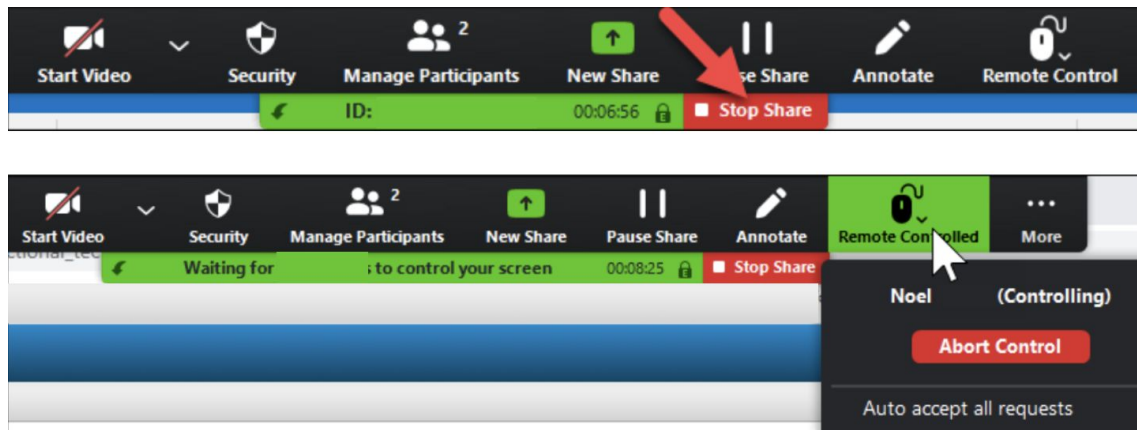 2
Start Video Security Manage Participants New Share se Share Annotate Remote Control
ID: 00:06:56 E Stop Share
2
Start Video Security Manage Participants New Share Pause Share Annotate Remote Controlled More
Waiting for s to control your screen 00:08:25 E Stop Share
Noel (Controlling)
Abort Control
Auto accept all requests